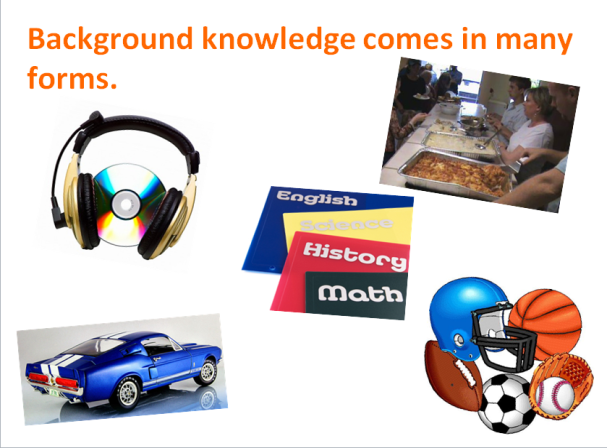 Background knowledge comes in many
forms.
English
Science
History
Math